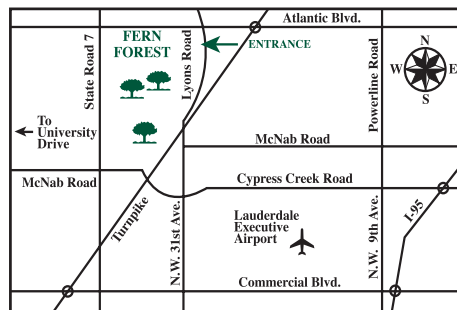 Atlantic Blvd.
FERN
FOREST
ENTRANCE
State Road 7
Lyons Road
Powerline Road
N
W
E
S
To
University
Drive
McNab Road
McNab Road
Cypress Creek Road
Turnpike
N.W. 31st Ave.
Lauderdale
Executive
Airport
N.W. 9th Ave.
I-95
Commercial Blvd.